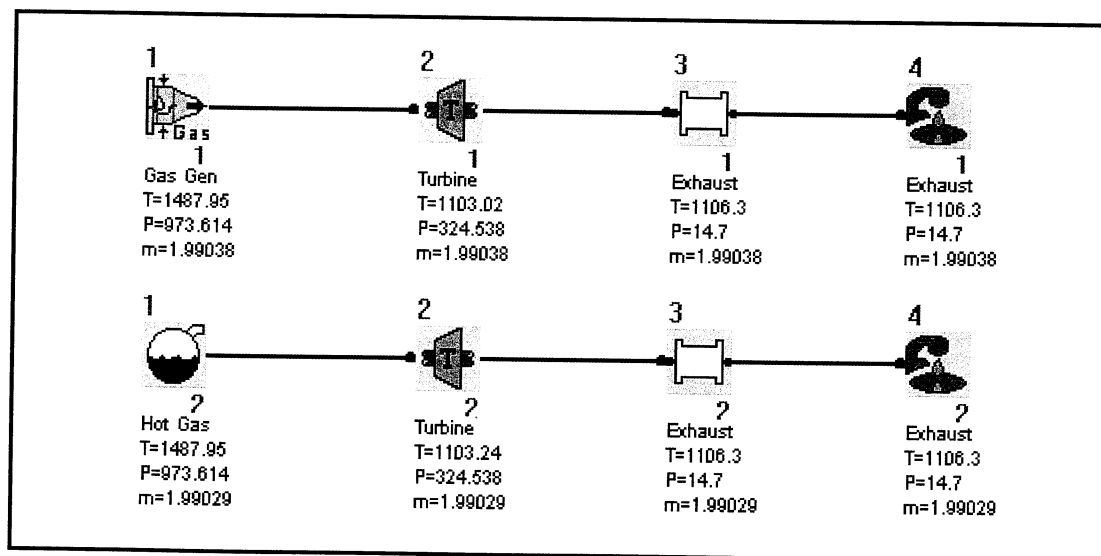 1 2 3 4
Gas
T
1 1 1 1
Gas Gen
T=1487.95
P=973.614
m=1.99038
Turbine
T=1103.02
P=324.538
m=1.99038
Exhaust
T=1106.3
P=14.7
m=1.99038
Exhaust
T=1106.3
P=14.7
m=1.99038
1 2 3 4
T
2 2 2 2
Hot Gas
T=1487.95
P=973.614
m=1.99029
Turbine
T=1103.24
P=324.538
m=1.99029
Exhaust
T=1106.3
P=14.7
m=1.99029
Exhaust
T=1106.3
P=14.7
m=1.99029